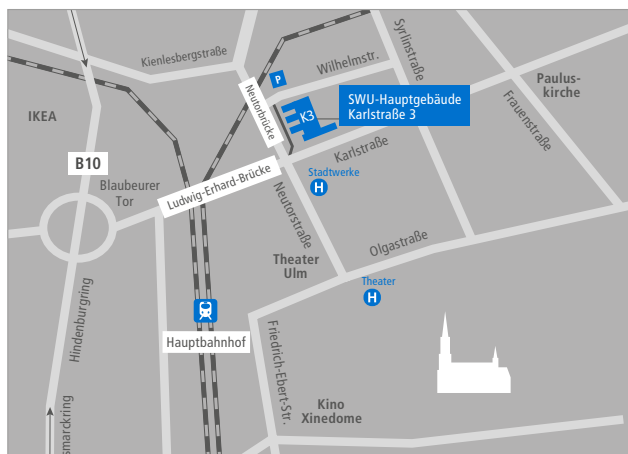 Kienlesbergstraße
Syrlinstraße
Wilhelmstr.
P
Neutorbrücke
K3
SWU-Hauptgebäude
Karlstraße 3
Paulus-
kirche
Frauenstraße
IKEA
B10
Blaubeurer
Tor
Ludwig-Erhard-Brücke
Karlstraße
Stadtwerke
H
Neutorstraße
Olgastraße
Theater
Ulm
Theater
H
Hindenburgring
Hauptbahnhof
Friedrich-Ebert-Str.
Kino
Xinedome
smarckring